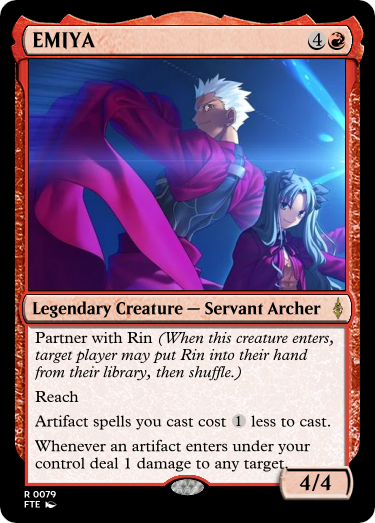 EMIYA 4
Legendary Creature — Servant Archer
Partner with Rin (When this creature enters,
target player may put Rin into their hand
from their library, then shuffle.)
Reach
Artifact spells you cast cost 1 less to cast.
Whenever an artifact enters under your
control deal 1 damage to any target.
4/4
R 0079
FTE